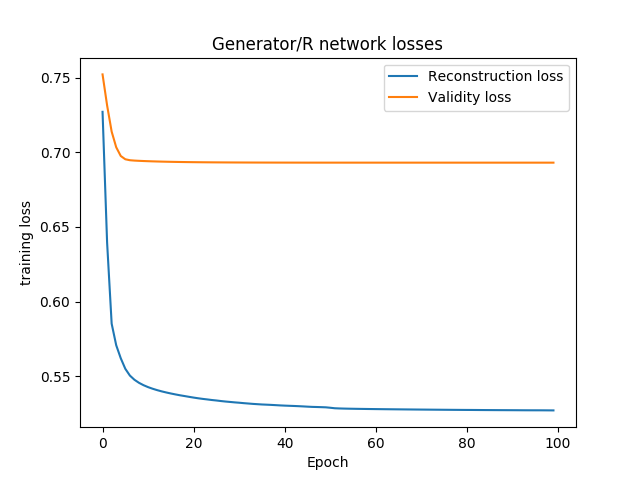 Generator/R network losses
Reconstruction loss
Validity loss
0.75
0.70
0.65
0.60
0.55
training loss
0
20
40
60
80
100
Epoch